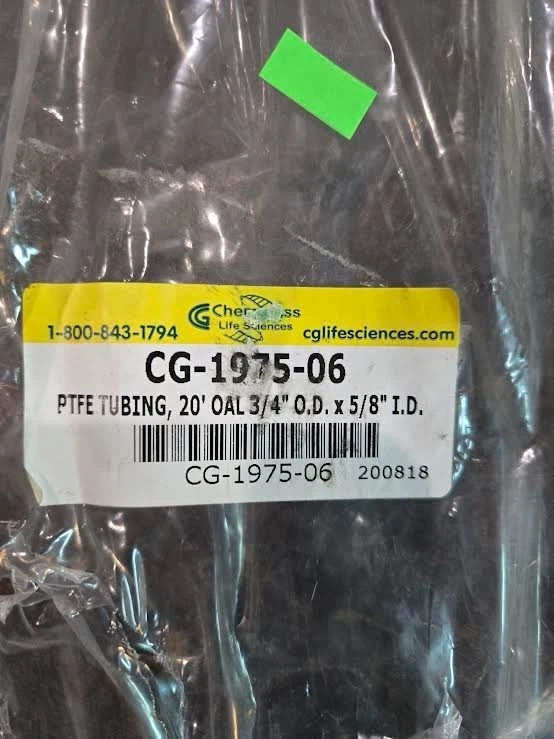 CG Chemglass
Life Sciences
1-800-843-1794 cglifesciences.com
CG-1975-06
PTFE TUBING, 20' OAL 3/4" O.D. x 5/8" I.D.
CG-1975-06 200818